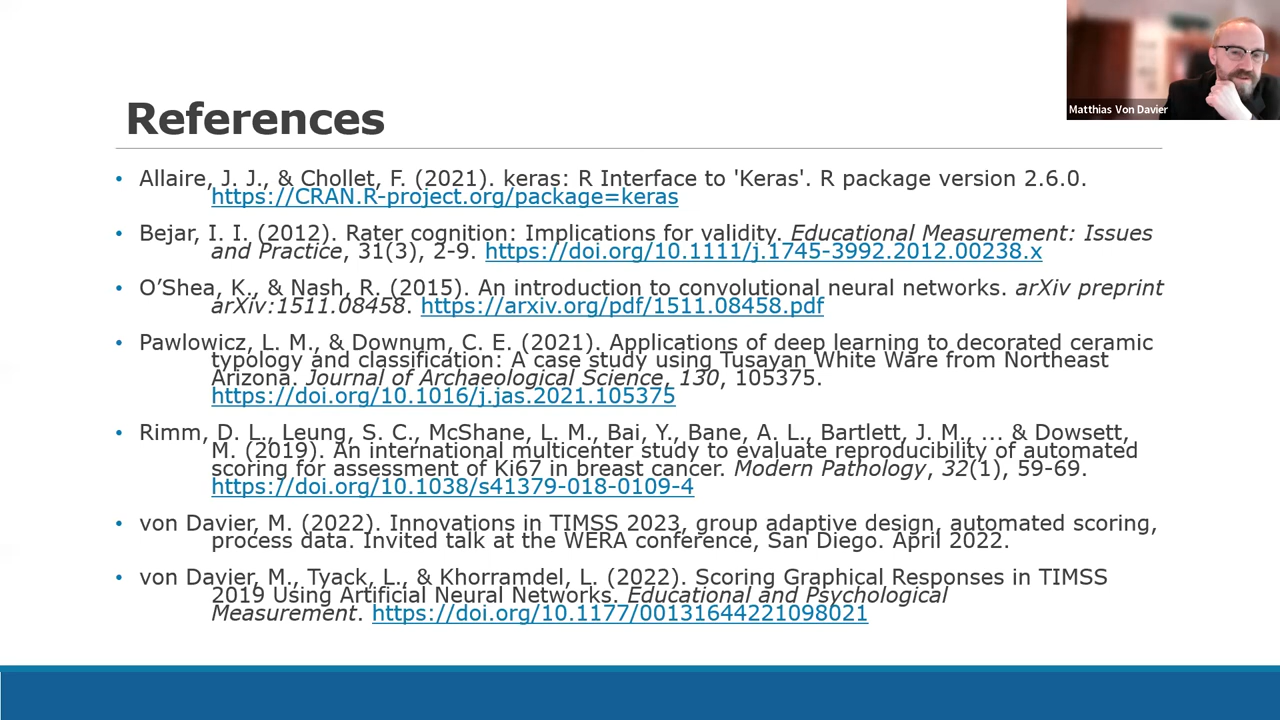 Matthias Von Davier
References
• Allaire, J. J., & Chollet, F. (2021). keras: R Interface to 'Keras'. R package version 2.6.0.
https://CRAN.R-project.org/package=keras
• Bejar, I. I. (2012). Rater cognition: Implications for validity. Educational Measurement: Issues
and Practice, 31(3), 2-9. https://doi.org/10.1111/j.1745-3992.2012.00238.x
• O’Shea, K., & Nash, R. (2015). An introduction to convolutional neural networks. arXiv preprint
arXiv:1511.08458. https://arxiv.org/pdf/1511.08458.pdf
• Pawlowicz, L. M., & Downum, C. E. (2021). Applications of deep learning to decorated ceramic
typology and classification: A case study using Tusayan White Ware from Northeast
Arizona. Journal of Archaeological Science, 130, 105375.
https://doi.org/10.1016/j.jas.2021.105375
• Rimm, D. L., Leung, S. C., McShane, L. M., Bai, Y., Bane, A. L., Bartlett, J. M., ... & Dowsett,
M. (2019). An international multicenter study to evaluate reproducibility of automated
scoring for assessment of Ki67 in breast cancer. Modern Pathology, 32(1), 59-69.
https://doi.org/10.1038/s41379-018-0109-4
• von Davier, M. (2022). Innovations in TIMSS 2023, group adaptive design, automated scoring,
process data. Invited talk at the WERA conference, San Diego. April 2022.
• von Davier, M., Tyack, L., & Khorramdel, L. (2022). Scoring Graphical Responses in TIMSS
2019 Using Artificial Neural Networks. Educational and Psychological
Measurement. https://doi.org/10.1177/00131644221098021